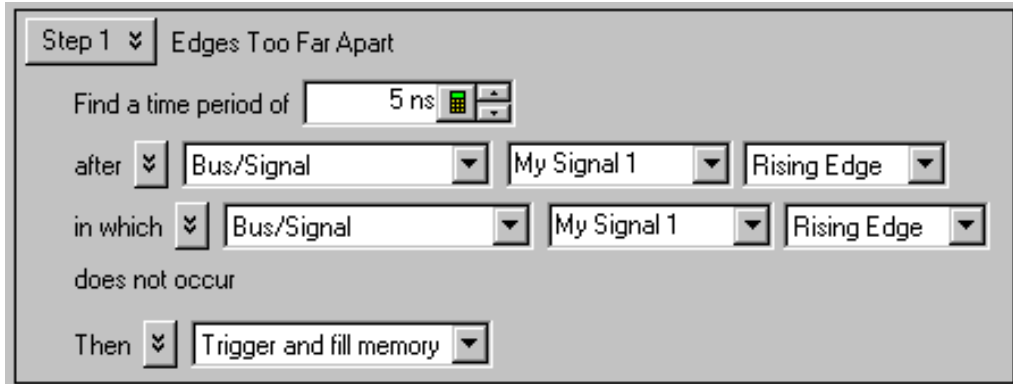 Step 1 Edges Too Far Apart
Find a time period of 5 ns
after Bus/Signal My Signal 1 Rising Edge
in which Bus/Signal My Signal 1 Rising Edge
does not occur
Then Trigger and fill memory